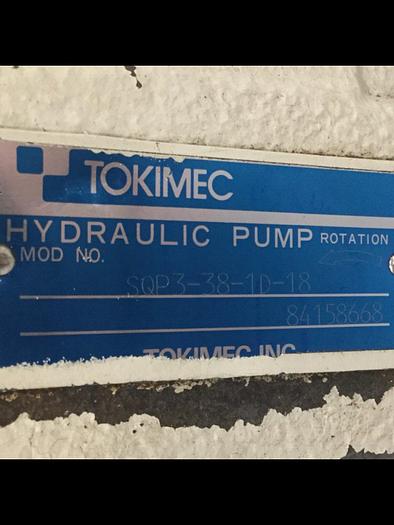 TOKIMEC
HYDRAULIC PUMP ROTATION
MOD NO.
SQP3-38-1D-18
84158668
TOKIMEC INC